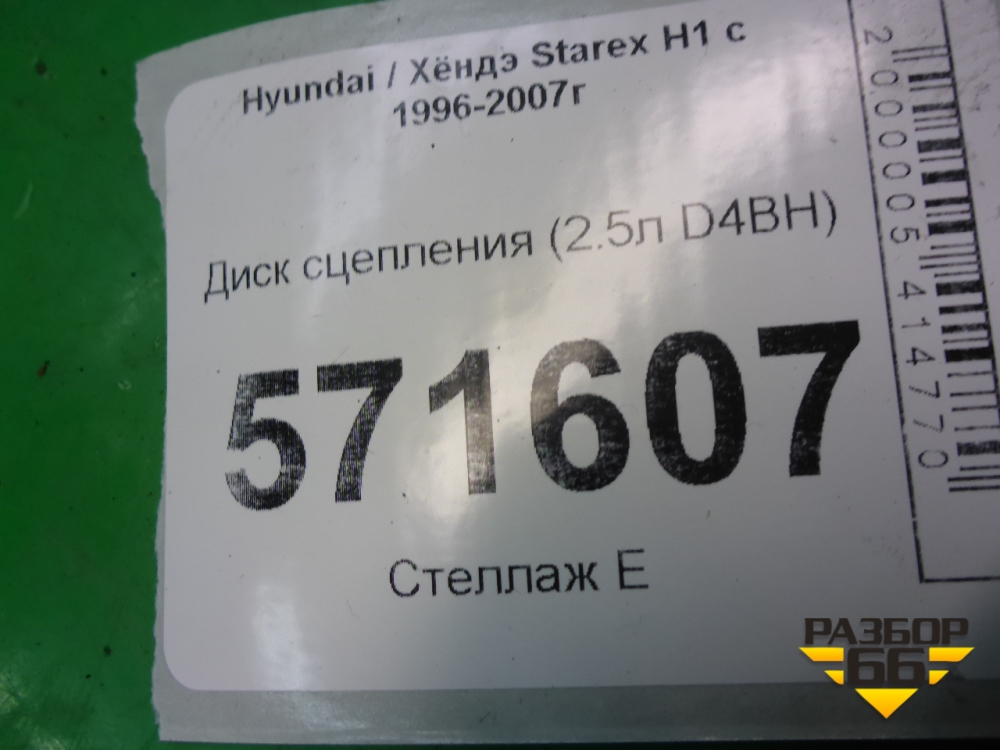 Hyundai / Хёндэ Starex H1 с
1996-2007г
Диск сцепления (2.5л D4BH)
571607
Стеллаж Е
2000005414770
РАЗБОР
66